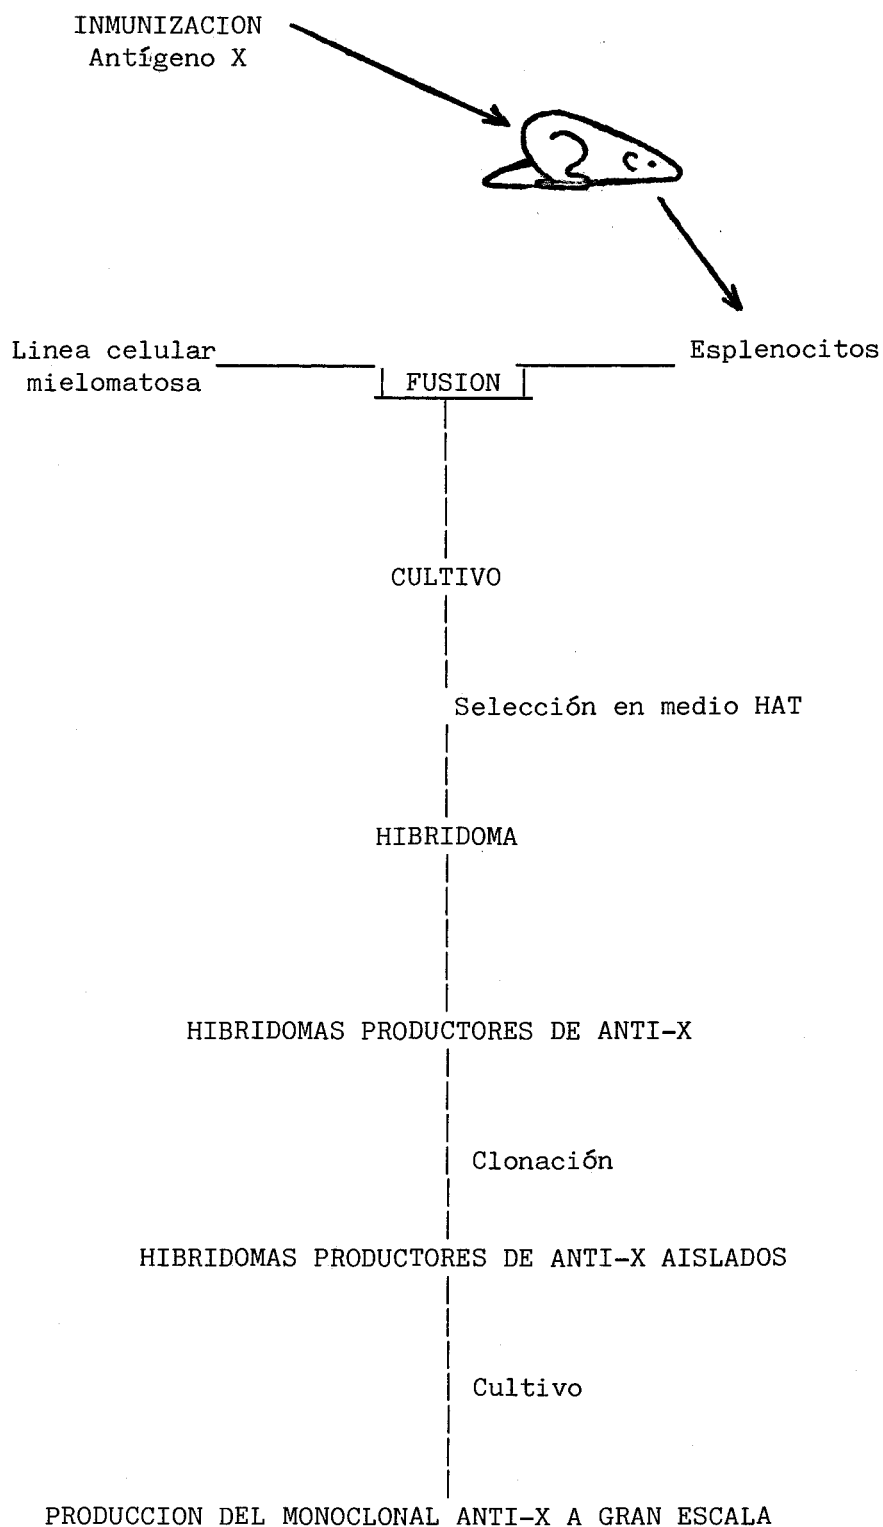 INMUNIZACION
Antígeno X
Linea celular
mielomatosa
FUSION
Esplenocitos
CULTIVO
Selección en medio HAT
HIBRIDOMA
HIBRIDOMAS PRODUCTORES DE ANTI-X
Clonación
HIBRIDOMAS PRODUCTORES DE ANTI-X AISLADOS
Cultivo
PRODUCCION DEL MONOCLONAL ANTI-X A GRAN ESCALA